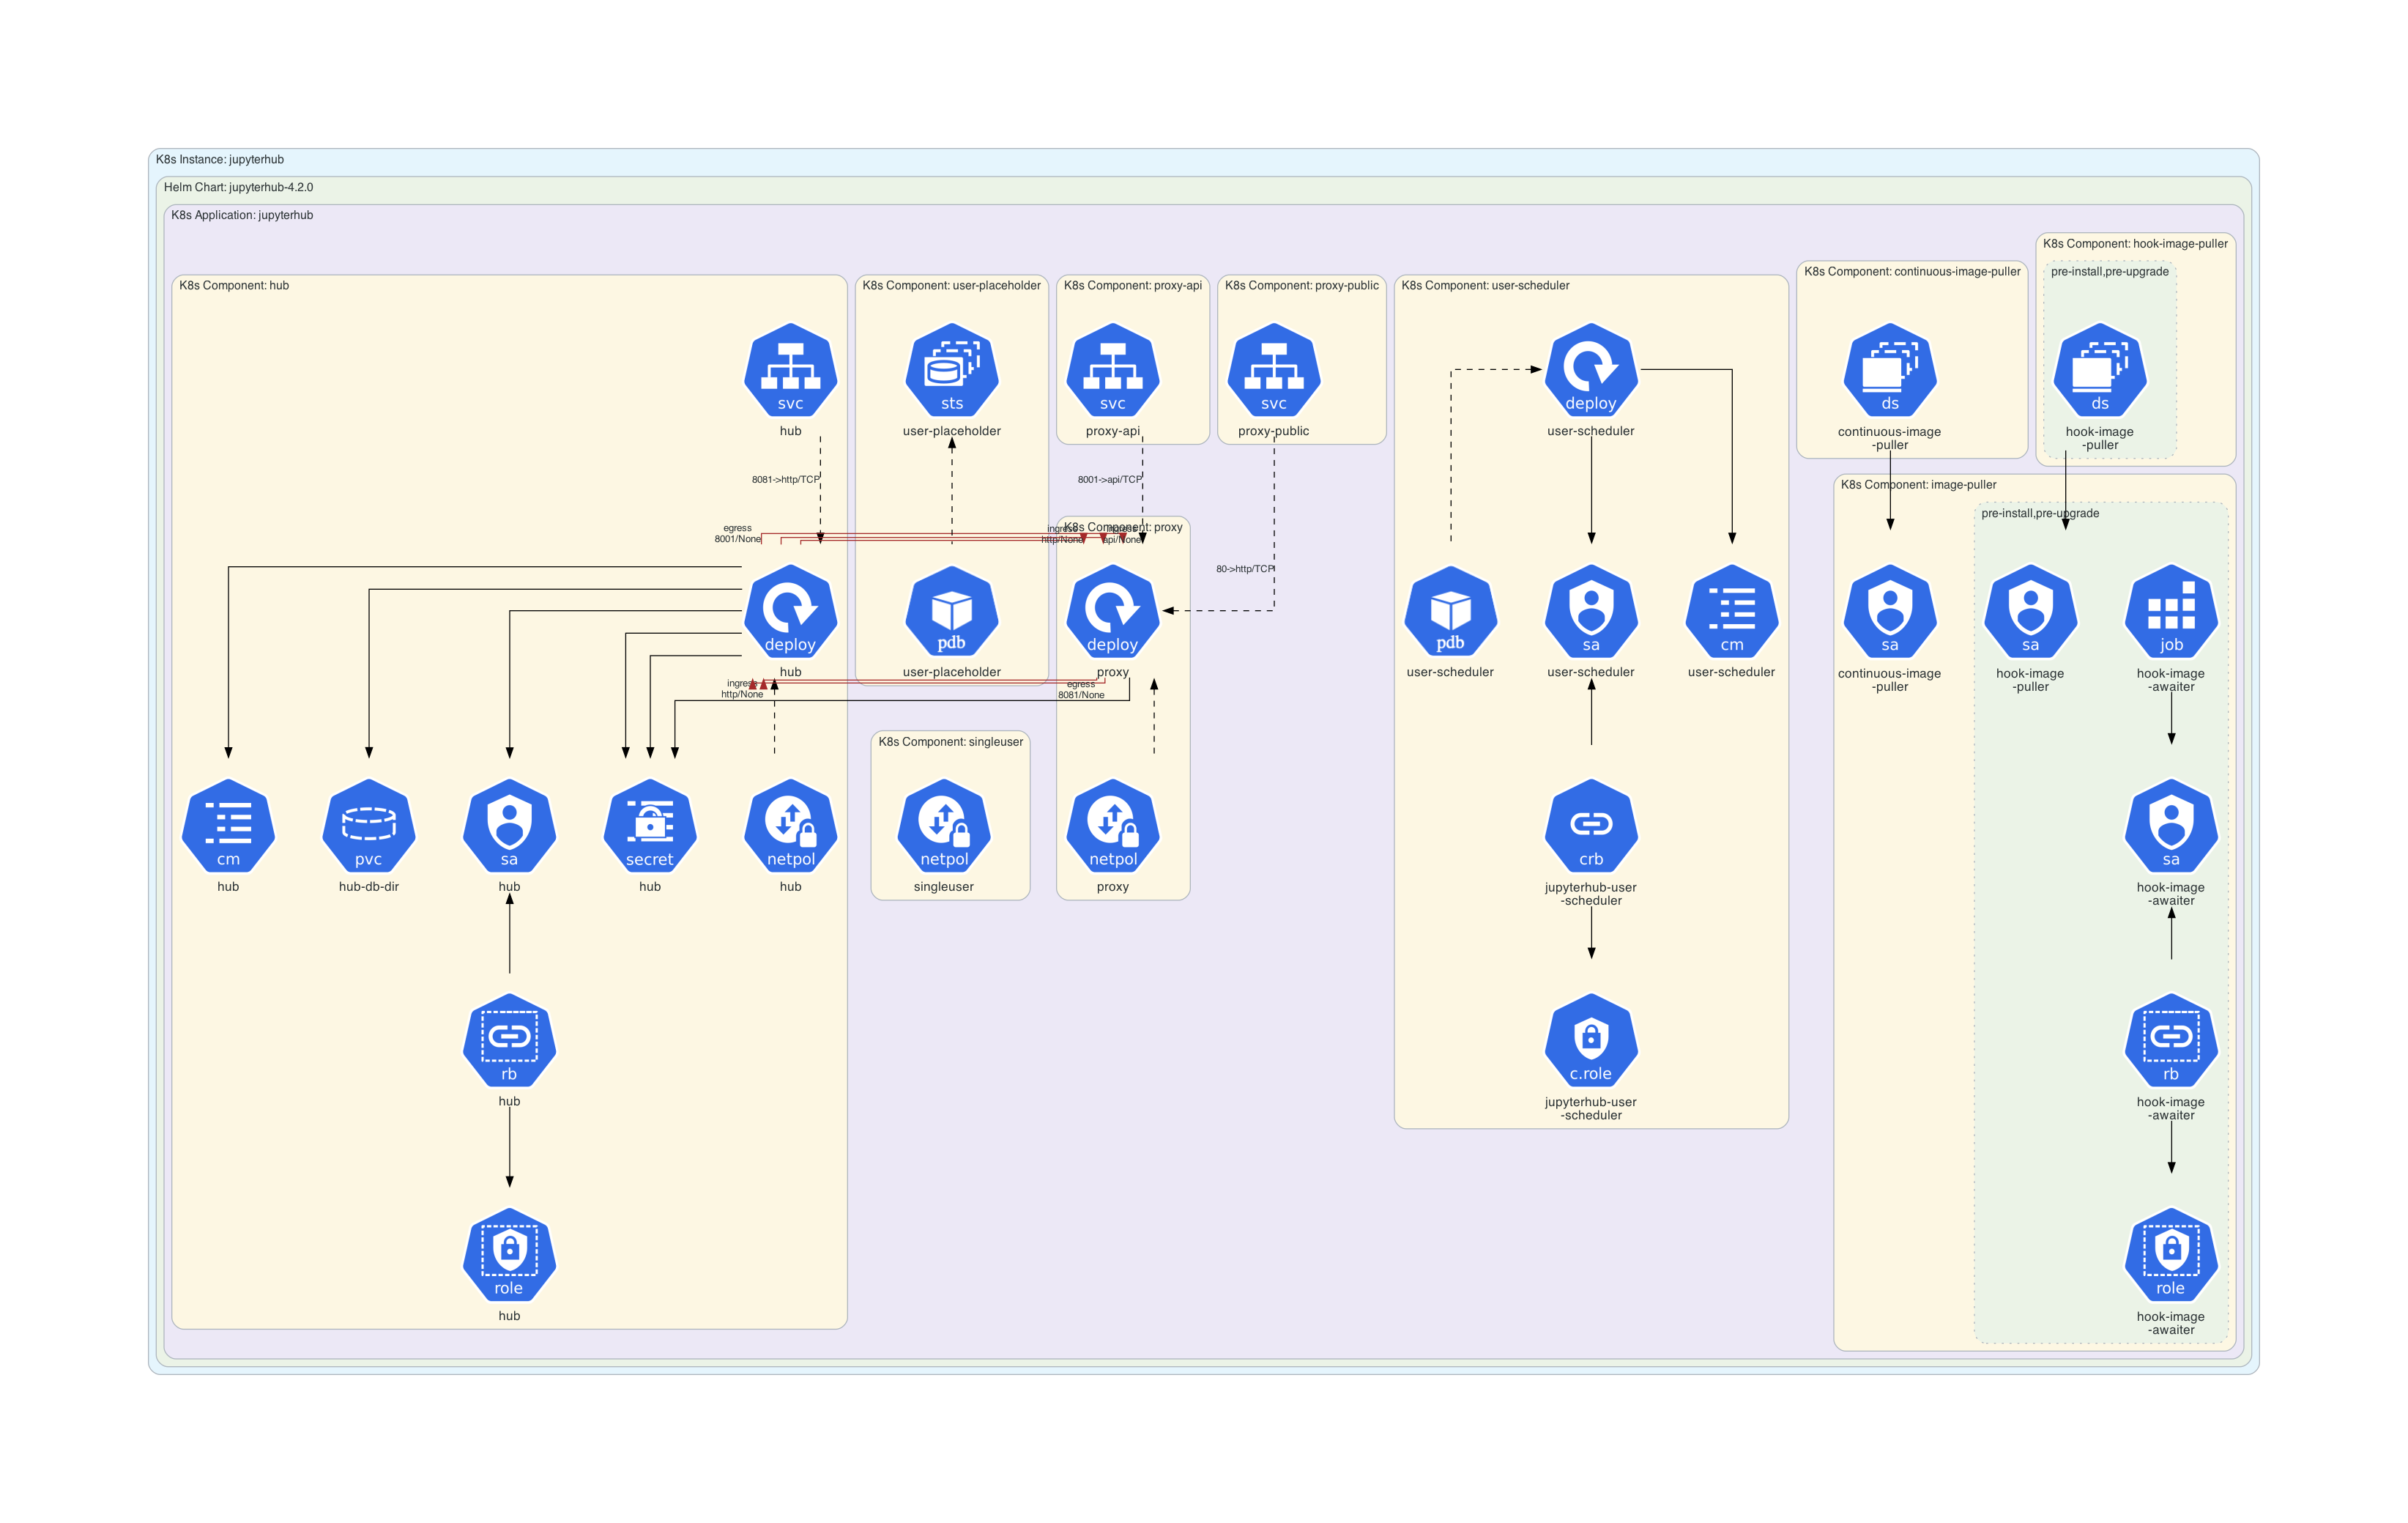 K8s Instance: jupyterhub
Helm Chart: jupyterhub-4.2.0
K8s Application: jupyterhub
K8s Component: hub
svc
hub
8081->http/TCP
egress
8001/None
deploy
hub
ingress
http/None
cm
hub
pvc
hub-db-dir
sa
hub
secret
hub
netpol
hub
rb
hub
role
hub
K8s Component: user-placeholder
sts
user-placeholder
pdb
user-placeholder
K8s Component: singleuser
netpol
singleuser
K8s Component: proxy-api
svc
proxy-api
8001->api/TCP
K8s Component: proxy
ingress
http/None
ingress
api/None
deploy
proxy
egress
8081/None
netpol
proxy
K8s Component: proxy-public
svc
proxy-public
80->http/TCP
K8s Component: user-scheduler
deploy
user-scheduler
pdb
user-scheduler
sa
user-scheduler
cm
user-scheduler
crb
jupyterhub-user
-scheduler
c.role
jupyterhub-user
-scheduler
K8s Component: continuous-image-puller
ds
continuous-image
-puller
K8s Component: hook-image-puller
pre-install,pre-upgrade
ds
hook-image
-puller
K8s Component: image-puller
sa
continuous-image
-puller
pre-install,pre-upgrade
sa
hook-image
-puller
job
hook-image
-awaiter
sa
hook-image
-awaiter
rb
hook-image
-awaiter
role
hook-image
-awaiter